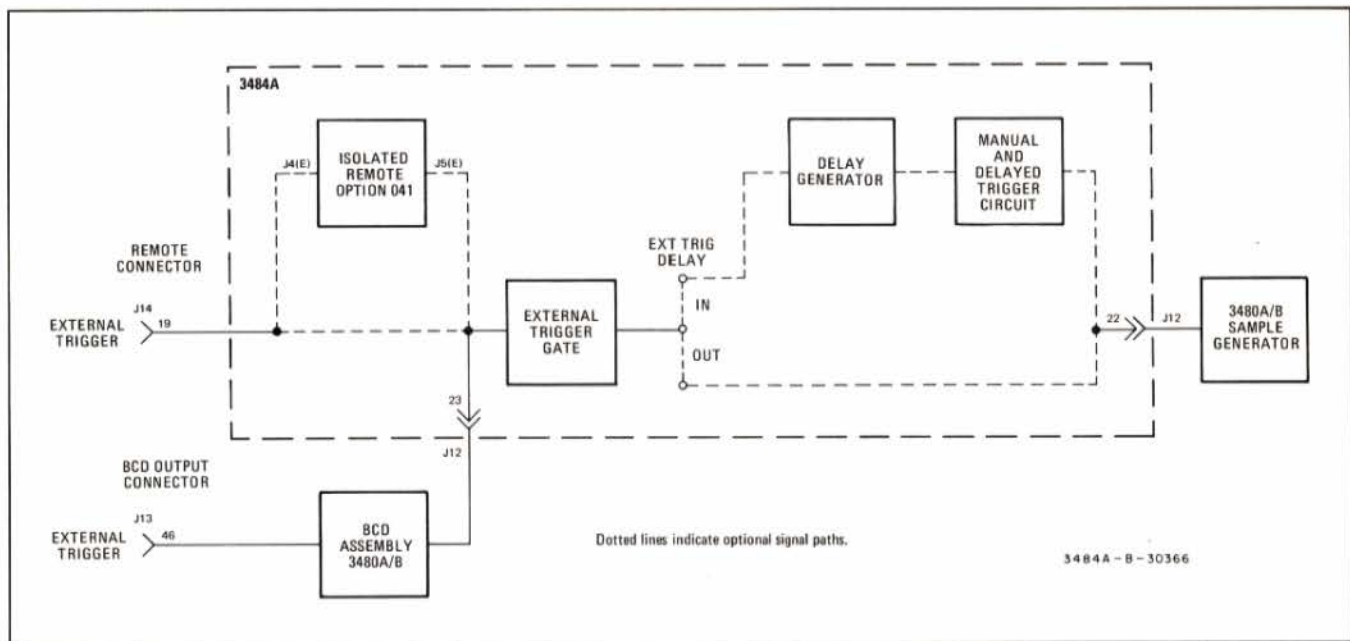 3484A
J4(E)
ISOLATED
REMOTE
OPTION 041
J5(E)
DELAY
GENERATOR
MANUAL
AND
DELAYED
TRIGGER
CIRCUIT
REMOTE
CONNECTOR
EXTERNAL
TRIGGER
J14
19
EXTERNAL
TRIGGER
GATE
EXT TRIG
DELAY
IN
OUT
22
J12
3480A/B
SAMPLE
GENERATOR
23
J12
BCD OUTPUT
CONNECTOR
EXTERNAL
TRIGGER
J13
46
BCD
ASSEMBLY
3480A/B
Dotted lines indicate optional signal paths.
3484A-B-30366